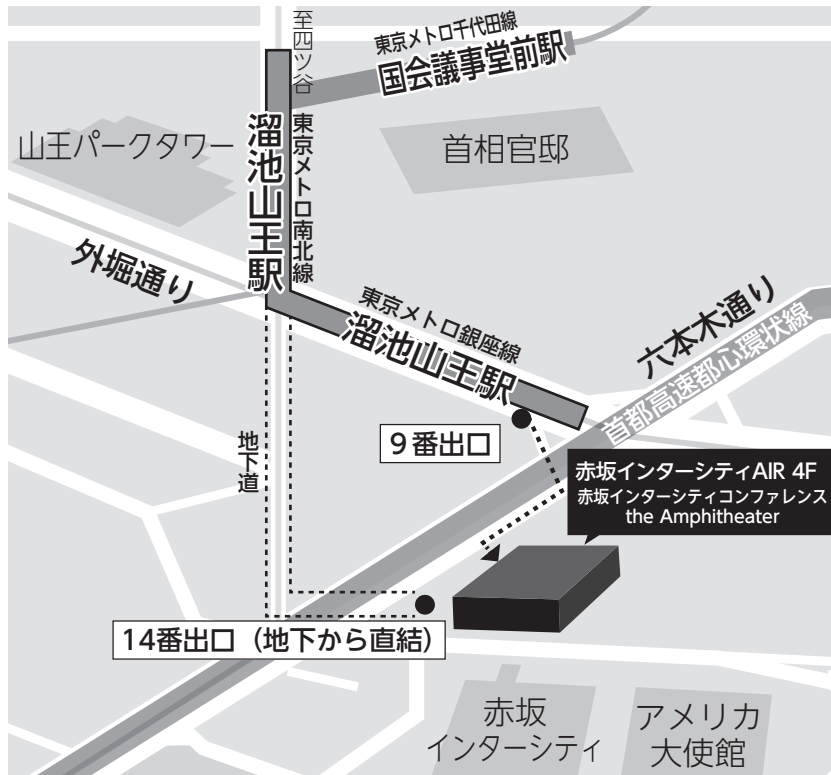 至四ツ谷
東京メトロ千代田線
国会議事堂前駅
山王パークタワー
溜池山王駅
東京メトロ南北線
首相官邸
外堀通り
東京メトロ銀座線
溜池山王駅
六本木通り
首都高速都心環状線
地下道
9番出口
赤坂インターシティAIR 4F
赤坂インターシティコンファレンス
the Amphitheater
14番出口（地下から直結）
赤坂
インターシティ
アメリカ
大使館